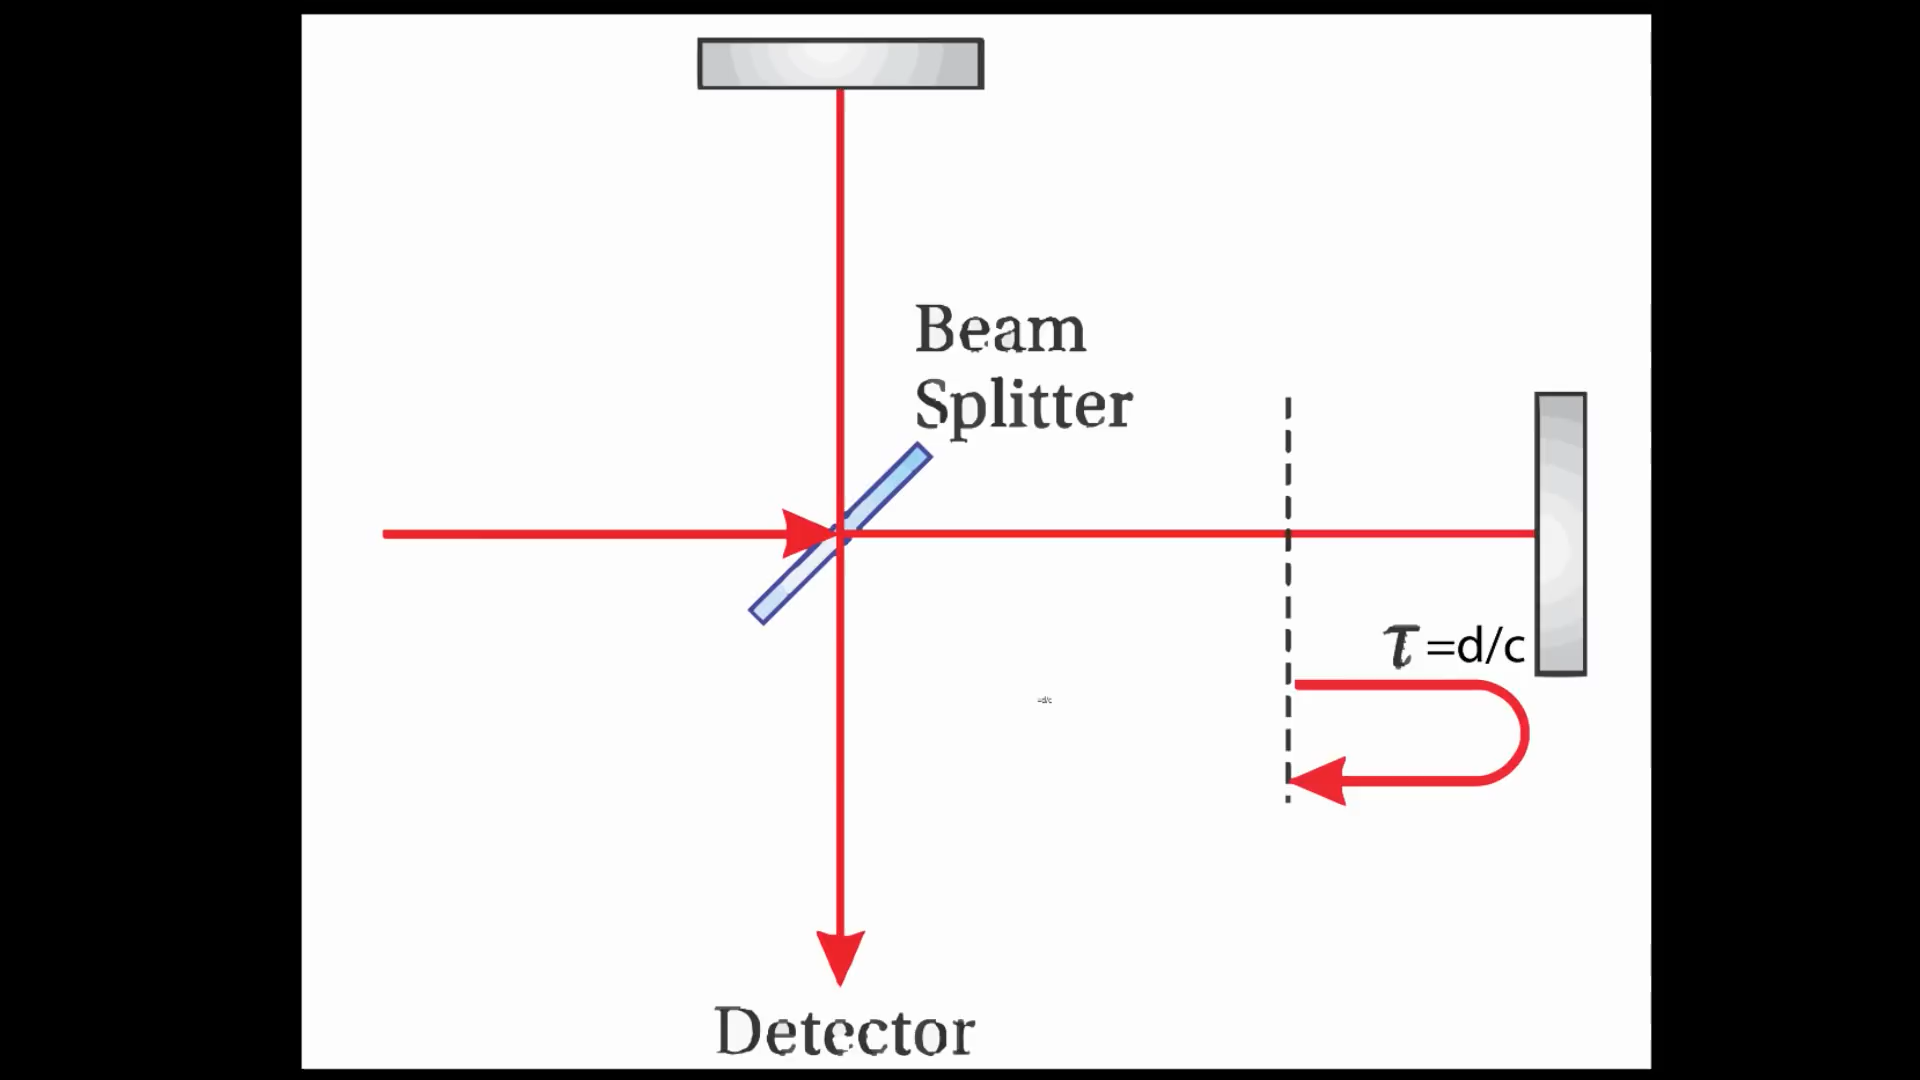 Beam
Splitter
τ =d/c
=d/c
Detector